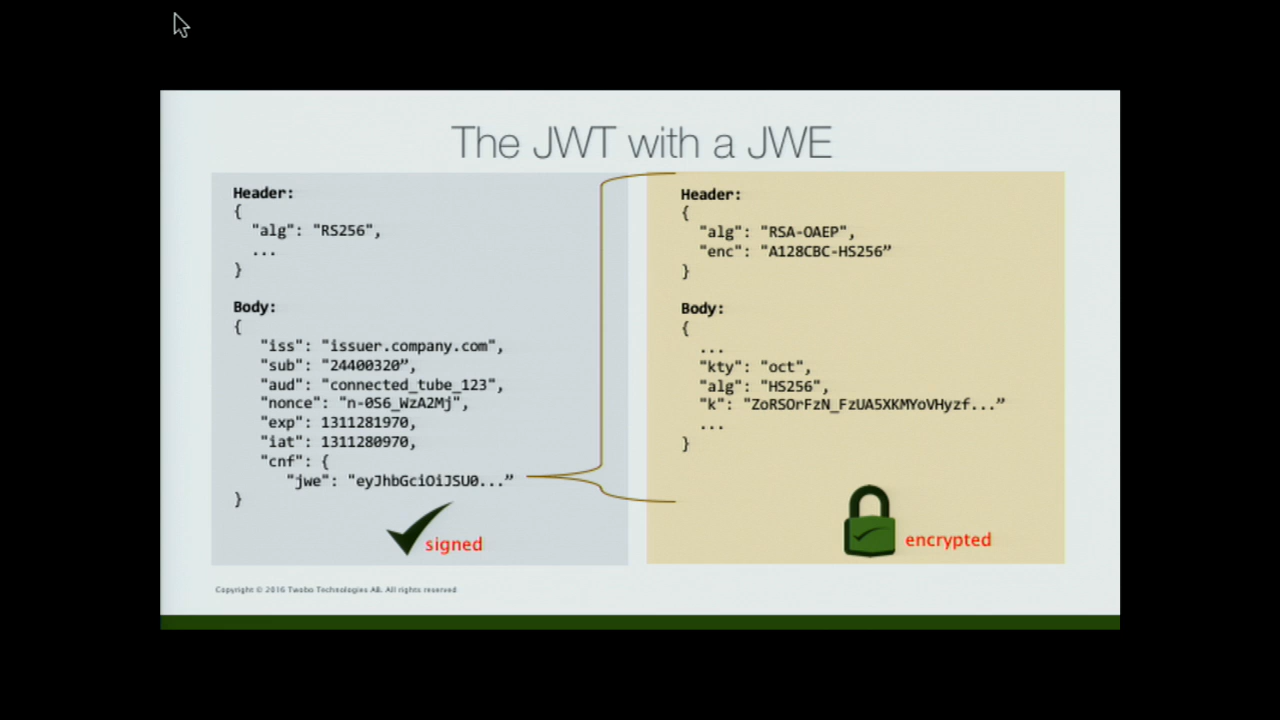 The JWT with a JWE
Header:
{
"alg": "RS256",
...
}
Body:
{
"iss": "issuer.company.com",
"sub": "24400320”,
"aud": "connected_tube_123",
"nonce": "n-0S6_WzA2Mj",
"exp": 1311281970,
"iat": 1311280970,
"cnf": {
"jwe": "eyJhbGciOiJSU0...”
}
signed
Header:
{
"alg": "RSA-OAEP",
"enc": "A128CBC-HS256”
}
Body:
{
...
"kty": "oct",
"alg": "HS256",
"k": "ZoRSOrFzN_FzUA5XKMYoVHyzf...”
...
}
encrypted
Copyright © 2016 Twobo Technologies AB. All rights reserved